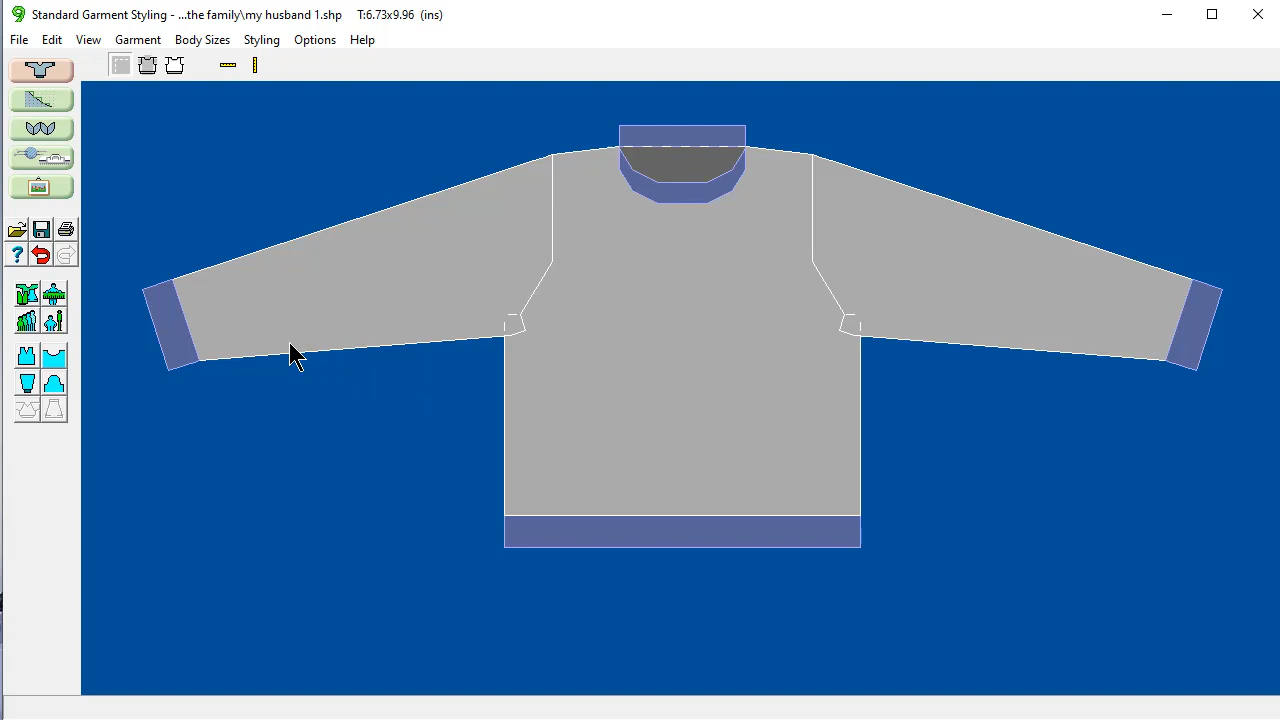 Standard Garment Styling - ...the family\my husband 1.shp T:6.73x9.96 (ins)
File Edit View Garment Body Sizes Styling Options Help